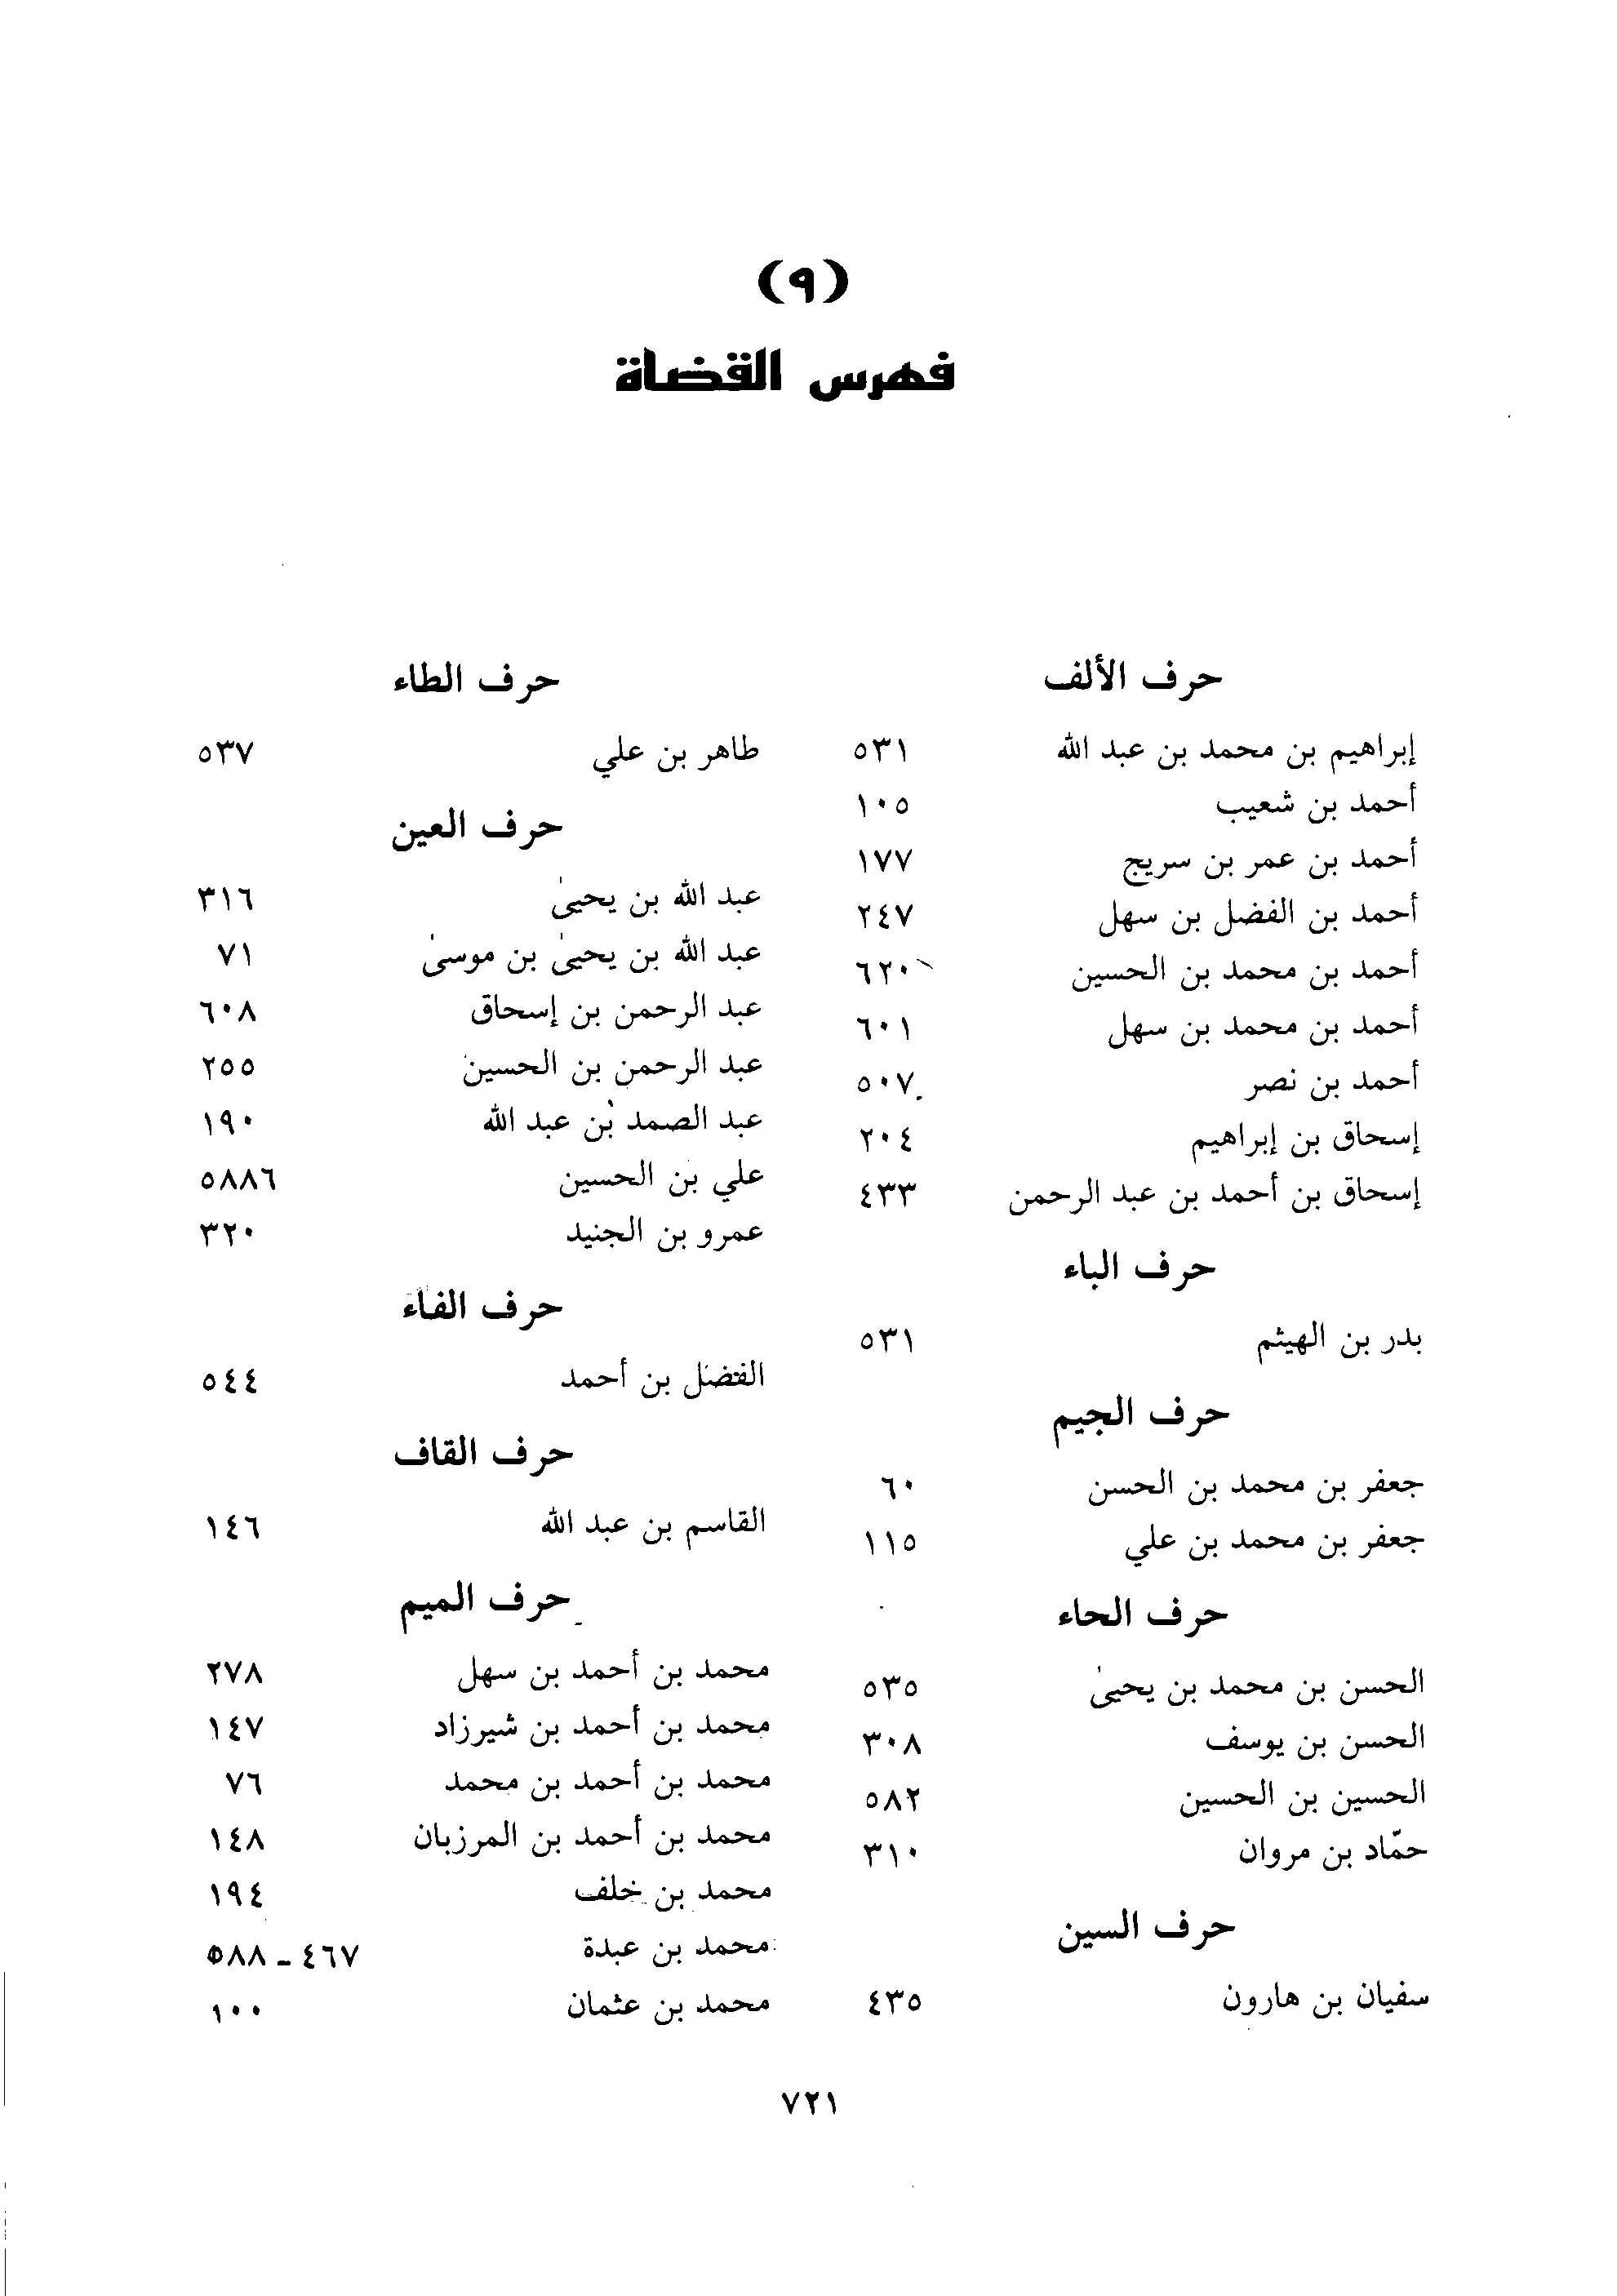 (٩)
فهرس القضاة
حرف الألف
إبراهيم بن محمد بن عبد الله ٥٣١
أحمد بن شعيب ١٠٥
أحمد بن عمر بن سريج ١٧٧
أحمد بن الفضل بن سهل ٢٤٧
أحمد بن محمد بن الحسين ٦٢٠
أحمد بن محمد بن سهل ٦٠١
أحمد بن نصر ٥٠٧
إسحاق بن إبراهيم ٢٠٤
إسحاق بن أحمد بن عبد الرحمن ٤٣٣
حرف الباء
بدر بن الهيثم ٥٣١
حرف الجيم
جعفر بن محمد بن الحسن ٦٠
جعفر بن محمد بن علي ١١٥
حرف الحاء
الحسن بن محمد بن يحيىٰ ٥٣٥
الحسن بن يوسف ٣٠٨
الحسين بن الحسين ٥٨٢
حمّاد بن مروان ٣١٠
حرف السين
سفيان بن هارون ٤٣٥
حرف الطاء
طاهر بن علي ٥٣٧
حرف العين
عبد الله بن يحيىٰ ٣١٦
عبد الله بن يحيىٰ بن موسىٰ ٧١
عبد الرحمن بن إسحاق ٦٠٨
عبد الرحمن بن الحسين ٢٥٥
عبد الصمد بن عبد الله ١٩٠
علي بن الحسين ٥٨٨٦
عمرو بن الجنيد ٣٢٠
حرف الفاء
الفضل بن أحمد ٥٤٤
حرف القاف
القاسم بن عبد الله ١٤٦
حرف الميم
محمد بن أحمد بن سهل ٢٧٨
محمد بن أحمد بن شيرزاد ١٤٧
محمد بن أحمد بن محمد ٧٦
محمد بن أحمد بن المرزبان ١٤٨
محمد بن خلف ١٩٤
محمد بن عبدة ٤٦٧ - ٥٨٨
محمد بن عثمان ١٠٠
٧٢١